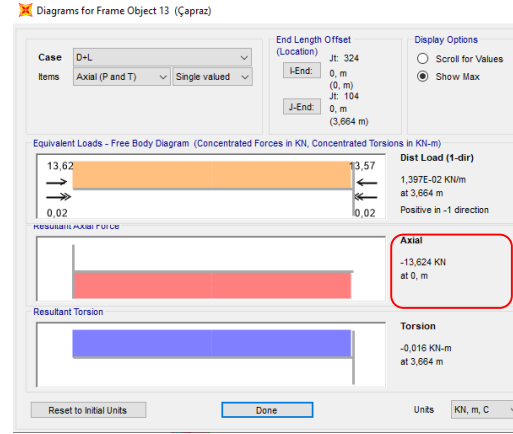 Diagrams for Frame Object 13 (Çapraz)
Case D+L
Items Axial (P and T) Single valued
End Length Offset
(Location)
Jt: 324
I-End: 0, m
(0, m)
Jt: 104
J-End: 0, m
(3,664 m)
Display Options
Scroll for Values
Show Max
Equivalent Loads - Free Body Diagram (Concentrated Forces in KN, Concentrated Torsions in KN-m)
13,62 13,57
0,02 0,02
Dist Load (1-dir)
1,397E-02 KN/m
at 3,664 m
Positive in -1 direction
Resultant Axial Force
Axial
-13,624 KN
at 0, m
Resultant Torsion
Torsion
-0,016 KN-m
at 3,664 m
Reset to Initial Units Done Units KN, m, C